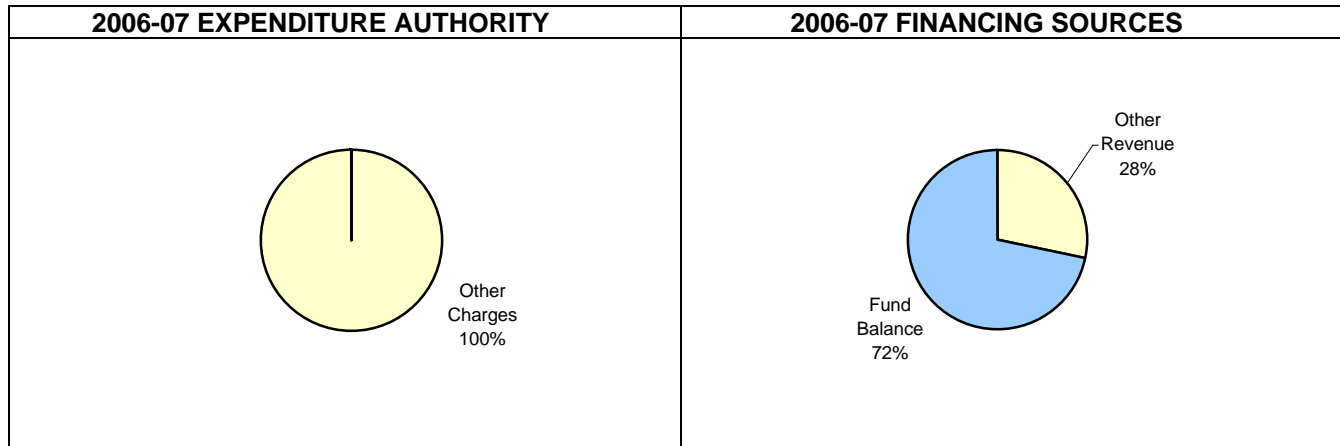 2006-07 EXPENDITURE AUTHORITY
2006-07 FINANCING SOURCES
Other
Charges
100%
Other
Revenue
28%
Fund
Balance
72%